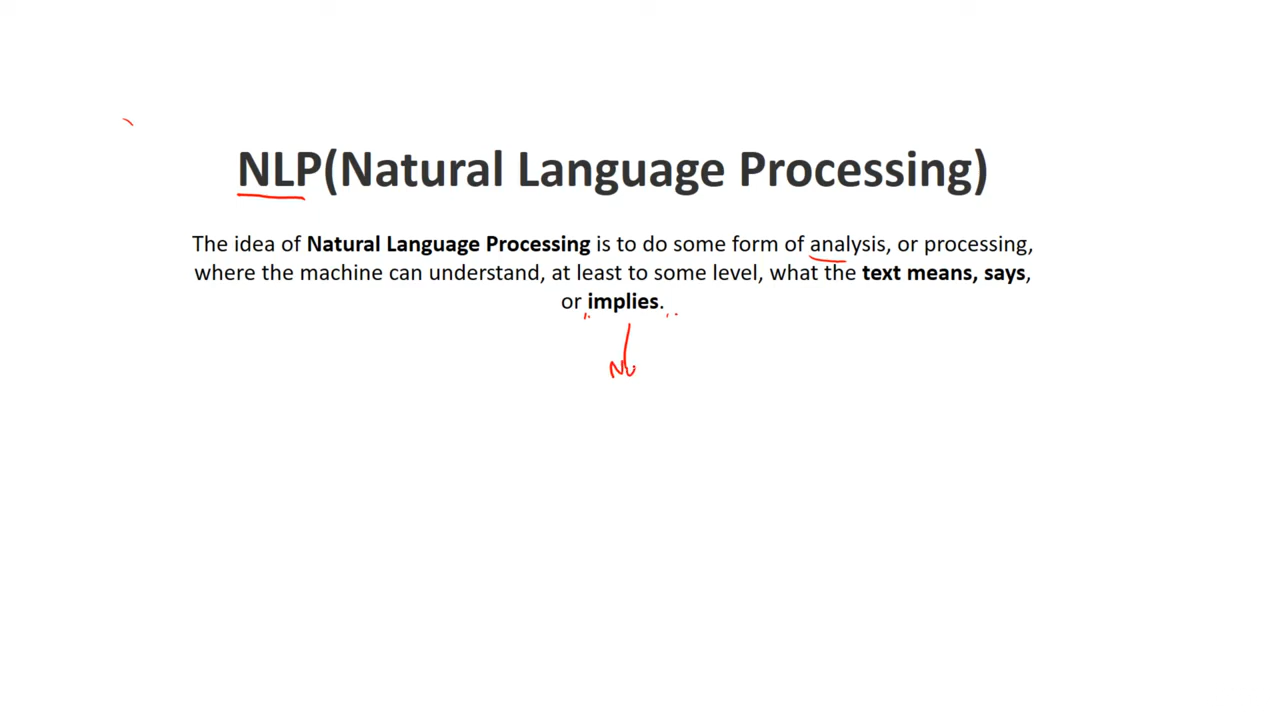 NLP(Natural Language Processing)
The idea of Natural Language Processing is to do some form of analysis, or processing,
where the machine can understand, at least to some level, what the text means, says,
or implies.